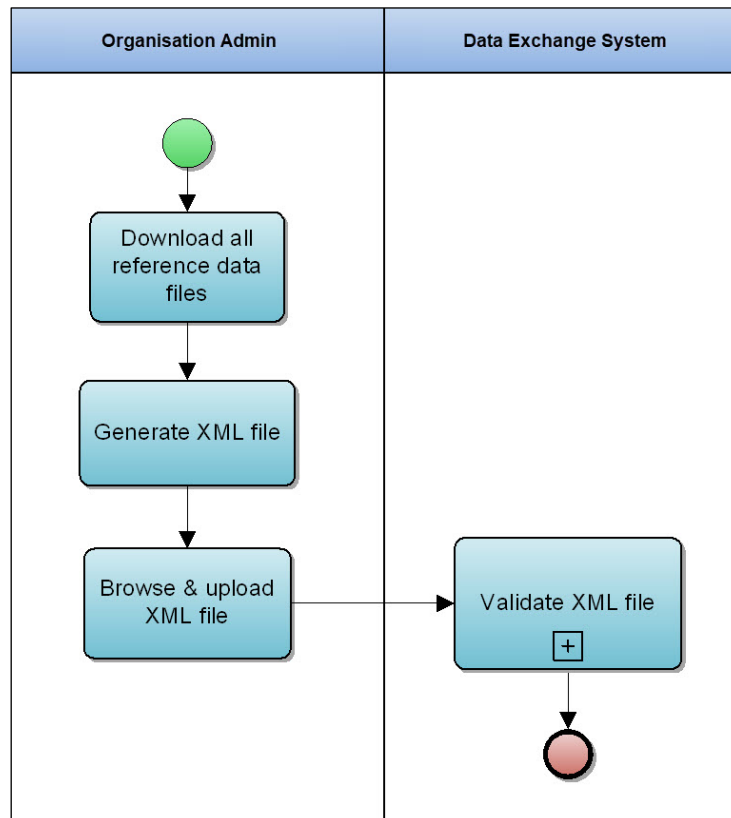 Organisation Admin
Data Exchange System
Download all
reference data
files
Generate XML file
Browse & upload
XML file
Validate XML file